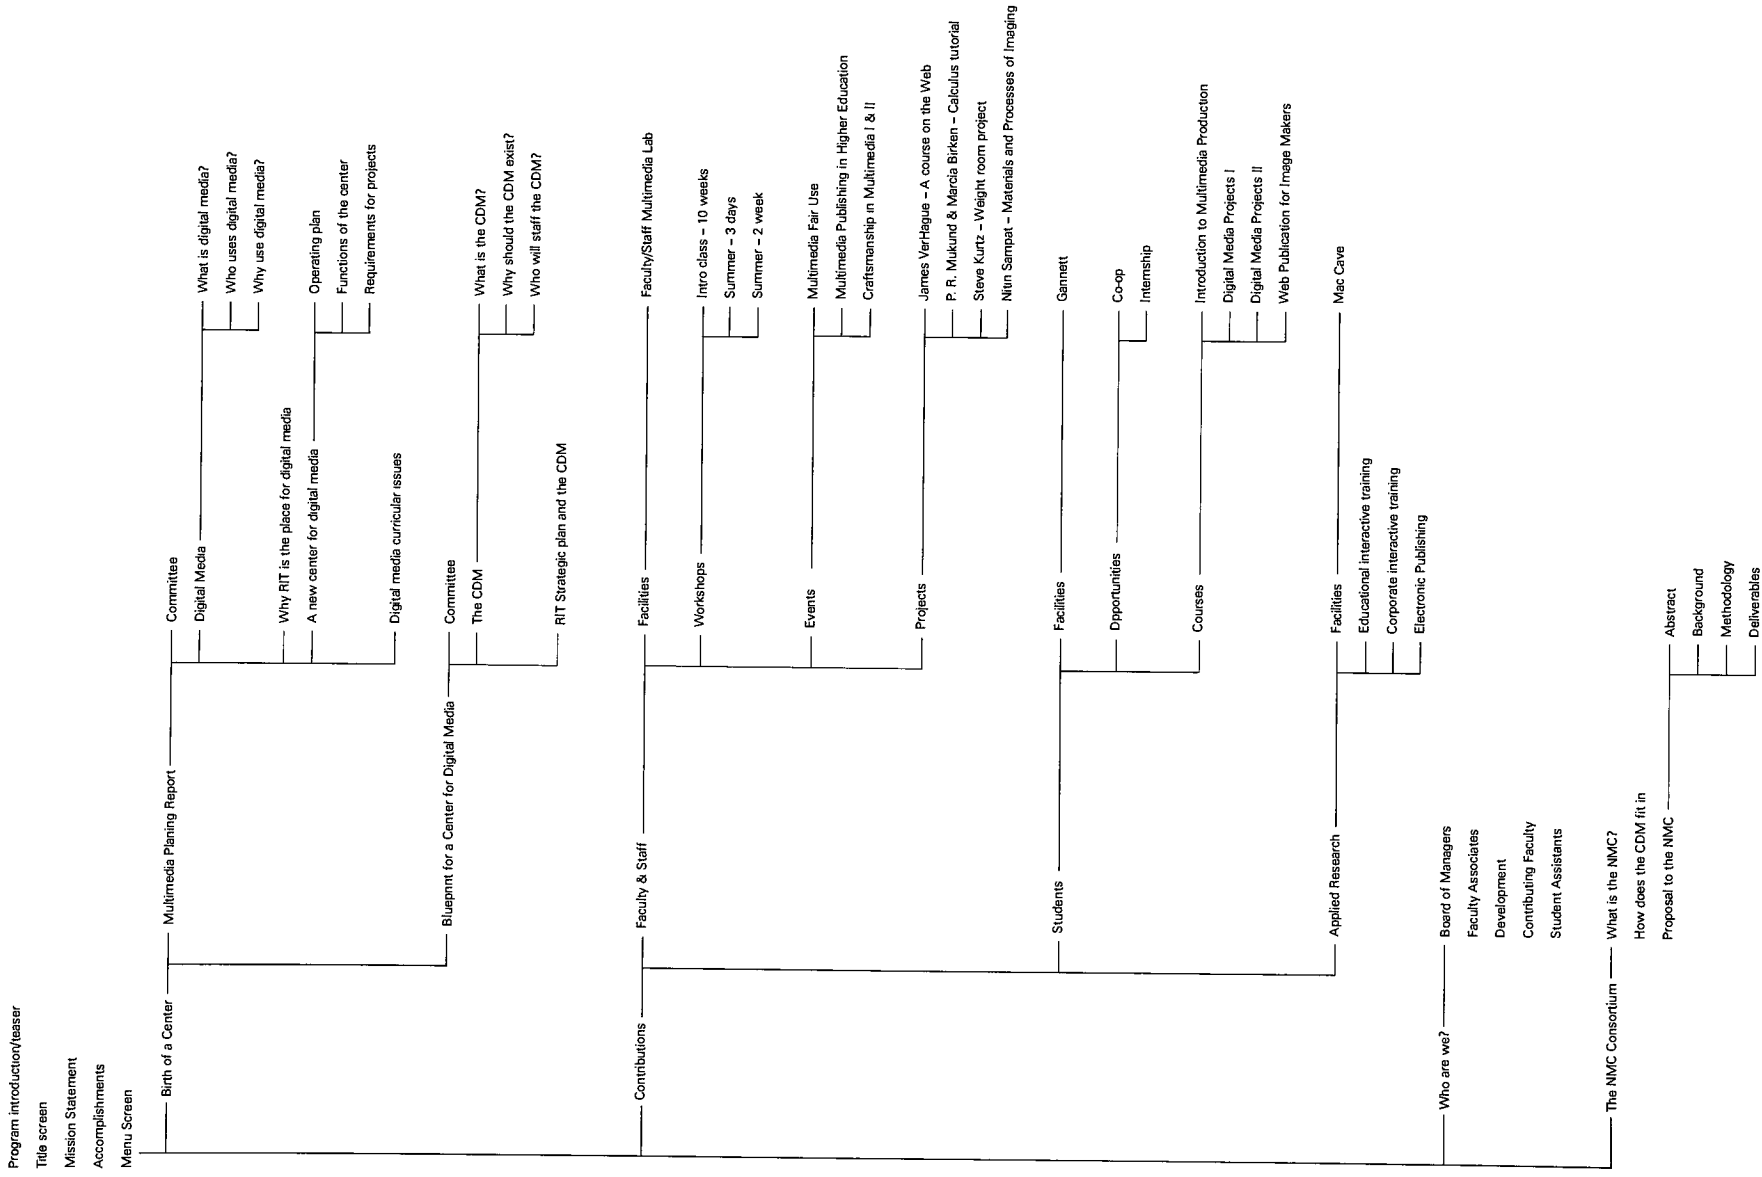 Program introduction/teaser
Title screen
Mission Statement
Accomplishments
Menu Screen
Birth of a Center
Multimedia Planing Report
Committee
Digital Media
What is digital media?
Who uses digital media?
Why use digital media?
Why RIT is the place for digital media
A new center for digital media
Operating plan
Functions of the center
Requirements for projects
Digital media curricular issues
Bluepnnt for a Center for Digital Media
Committee
The CDM
What is the CDM?
Why should the CDM exist?
Who will staff the CDM?
RIT Strategic plan and the CDM
Contributions
Faculty & Staff
Facilities
Faculty/Staff Multimedia Lab
Workshops
Intro class – 10 weeks
Summer – 3 days
Summer – 2 week
Events
Multimedia Fair Use
Multimedia Publishing in Higher Education
Craftsmanship in Multimedia I & II
Projects
James VerHague – A course on the Web
P. R. Mukund & Marcia Birken – Calculus tutorial
Steve Kurtz – Weight room project
Nitin Sampat – Materials and Processes of Imaging
Students
Facilities
Gannett
Dpportunities
Co-op
Internship
Courses
Introduction to Multimedia Production
Digital Media Projects I
Digital Media Projects II
Web Publication for Image Makers
Applied Research
Facilities
Mac Cave
Educational interactive training
Corporate interactive training
Electronic Publishing
Who are we?
Board of Managers
Faculty Associates
Development
Contributing Faculty
Student Assistants
The NMC Consortium
What is the NMC?
How does the CDM fit in
Proposal to the NMC
Abstract
Background
Methodology
Deliverables